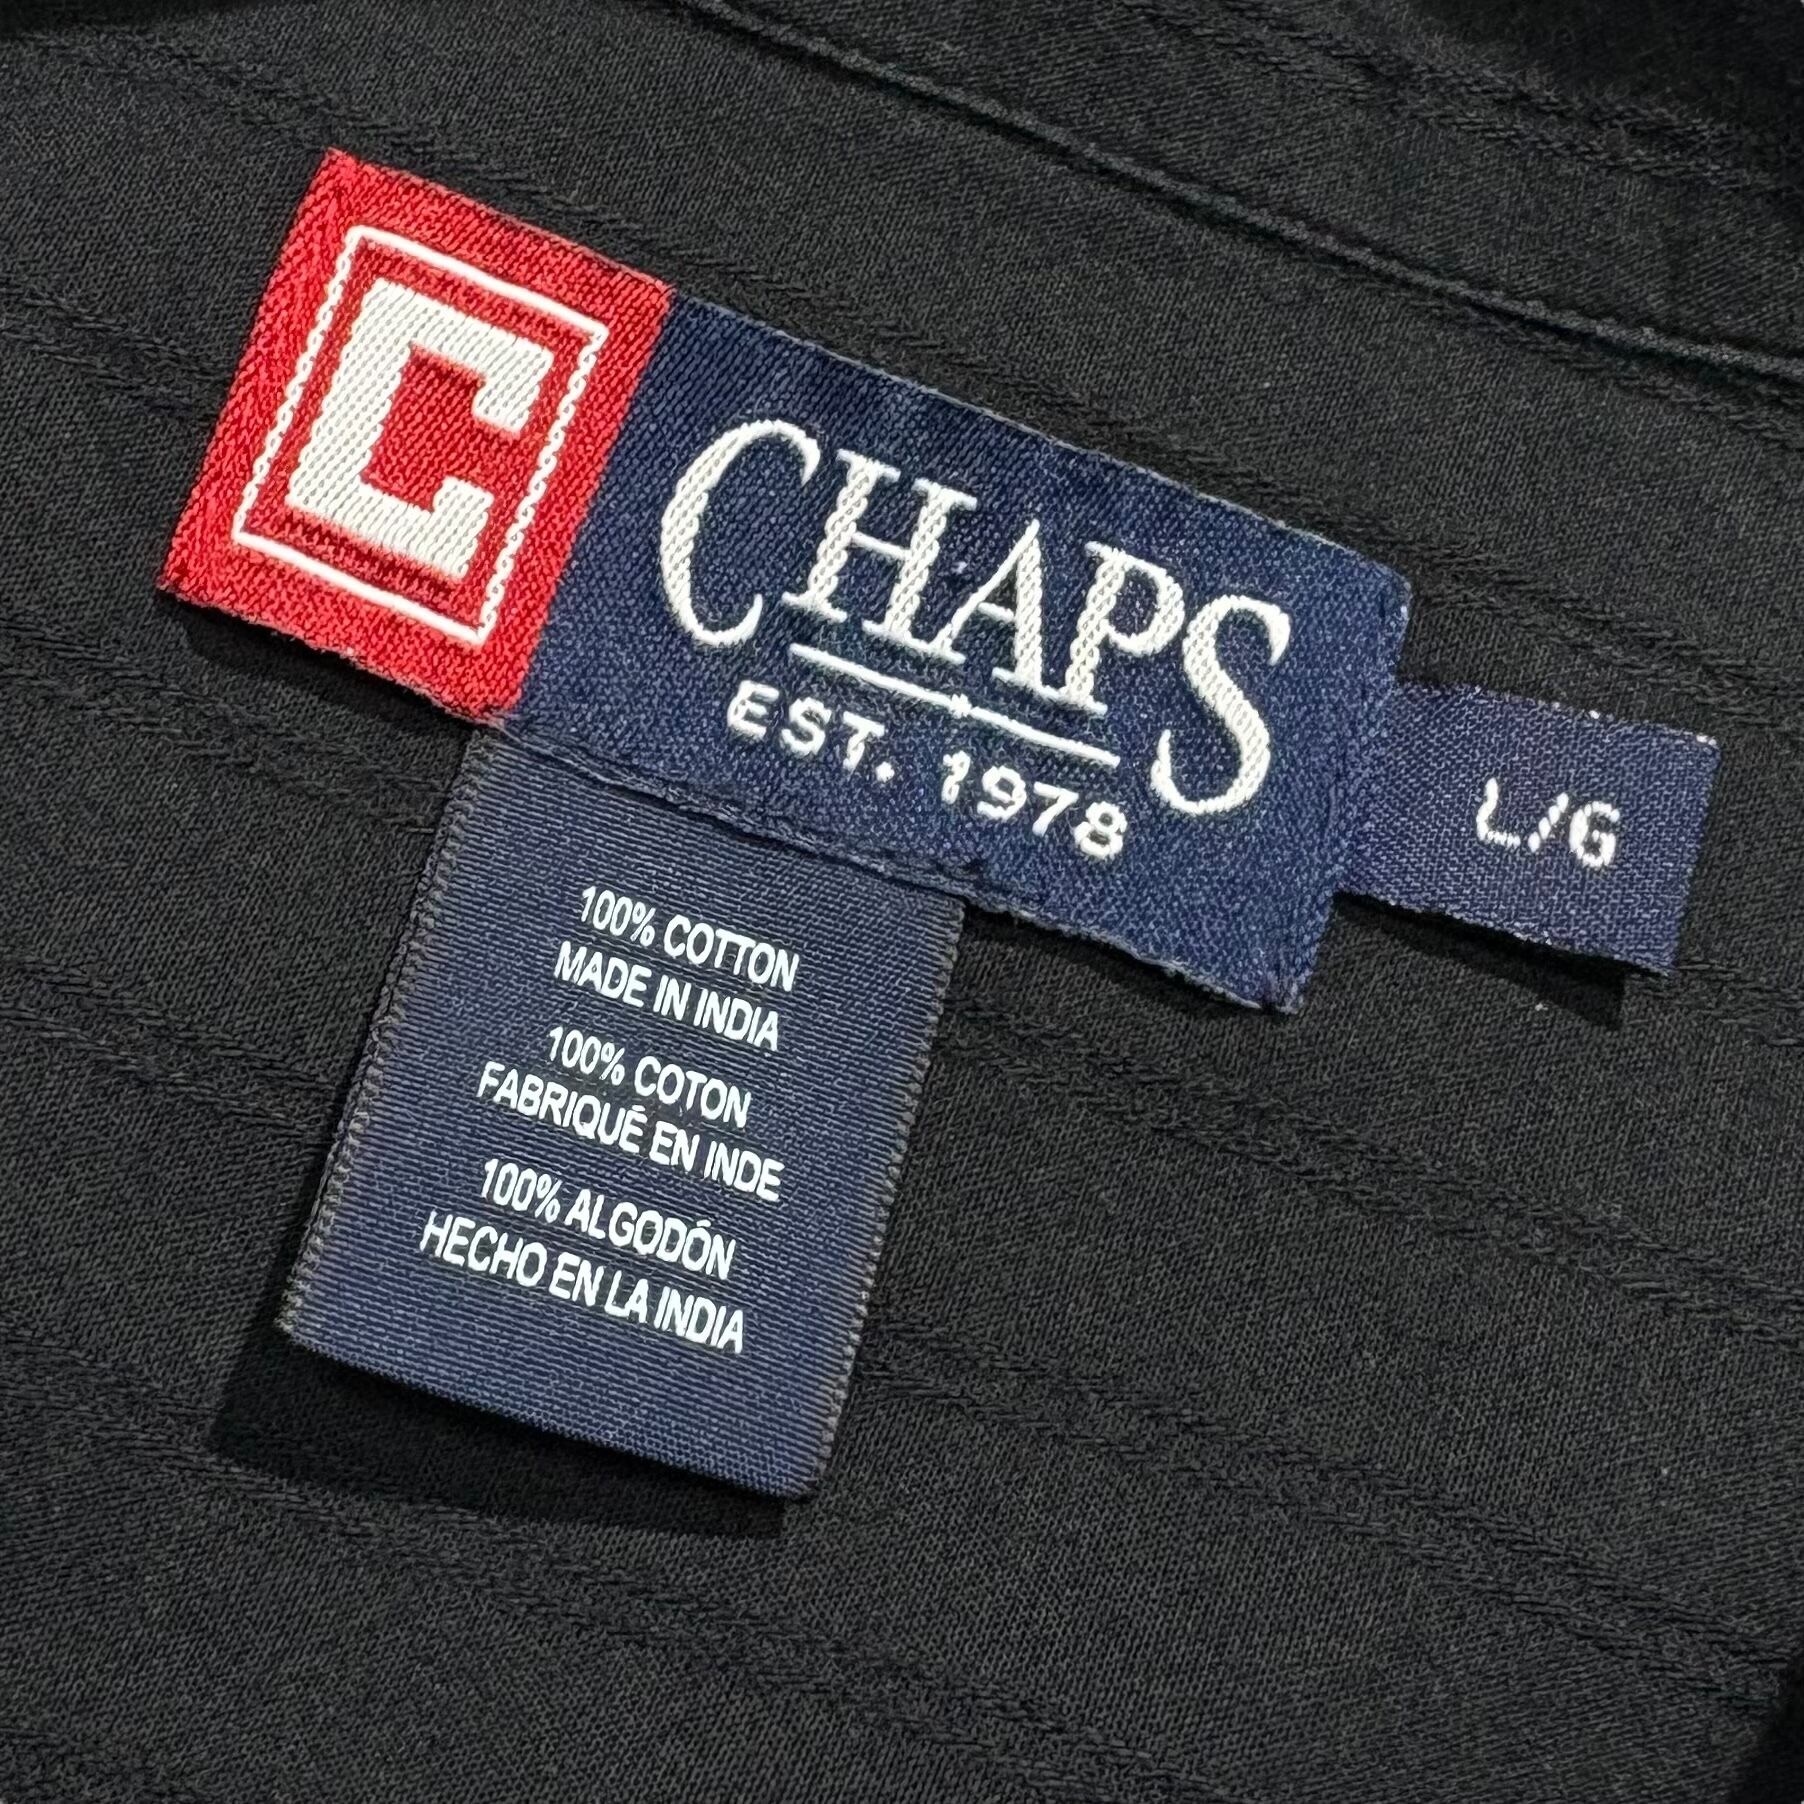 C
CHAPS
EST. 1978
L/G
100% COTTON
MADE IN INDIA
100% COTON
FABRIQUÉ EN INDE
100% ALGODÓN
HECHO EN LA INDIA